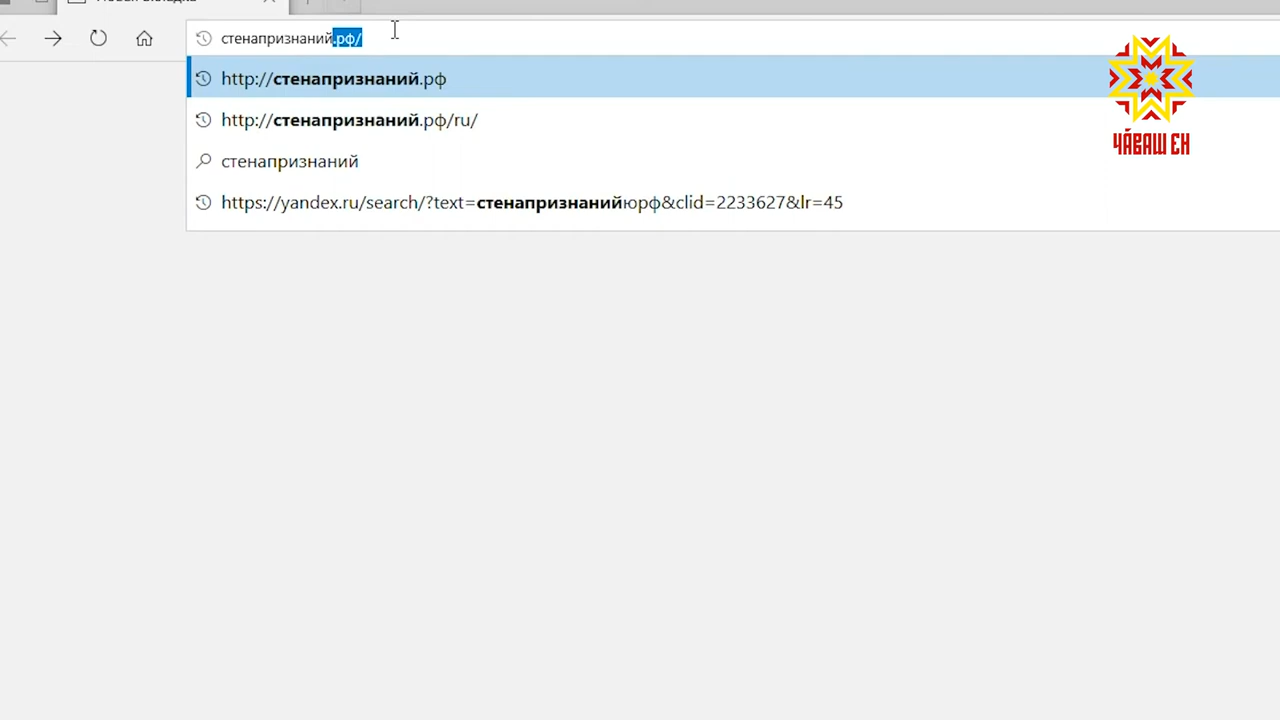 стенапризнаний.рф/
http://стенапризнаний.рф
http://стенапризнаний.рф/ru/
стенапризнаний
https://yandex.ru/search/?text=стенапризнанийюрф&clid=2233627&lr=45
ЧӐВАШ ЕН